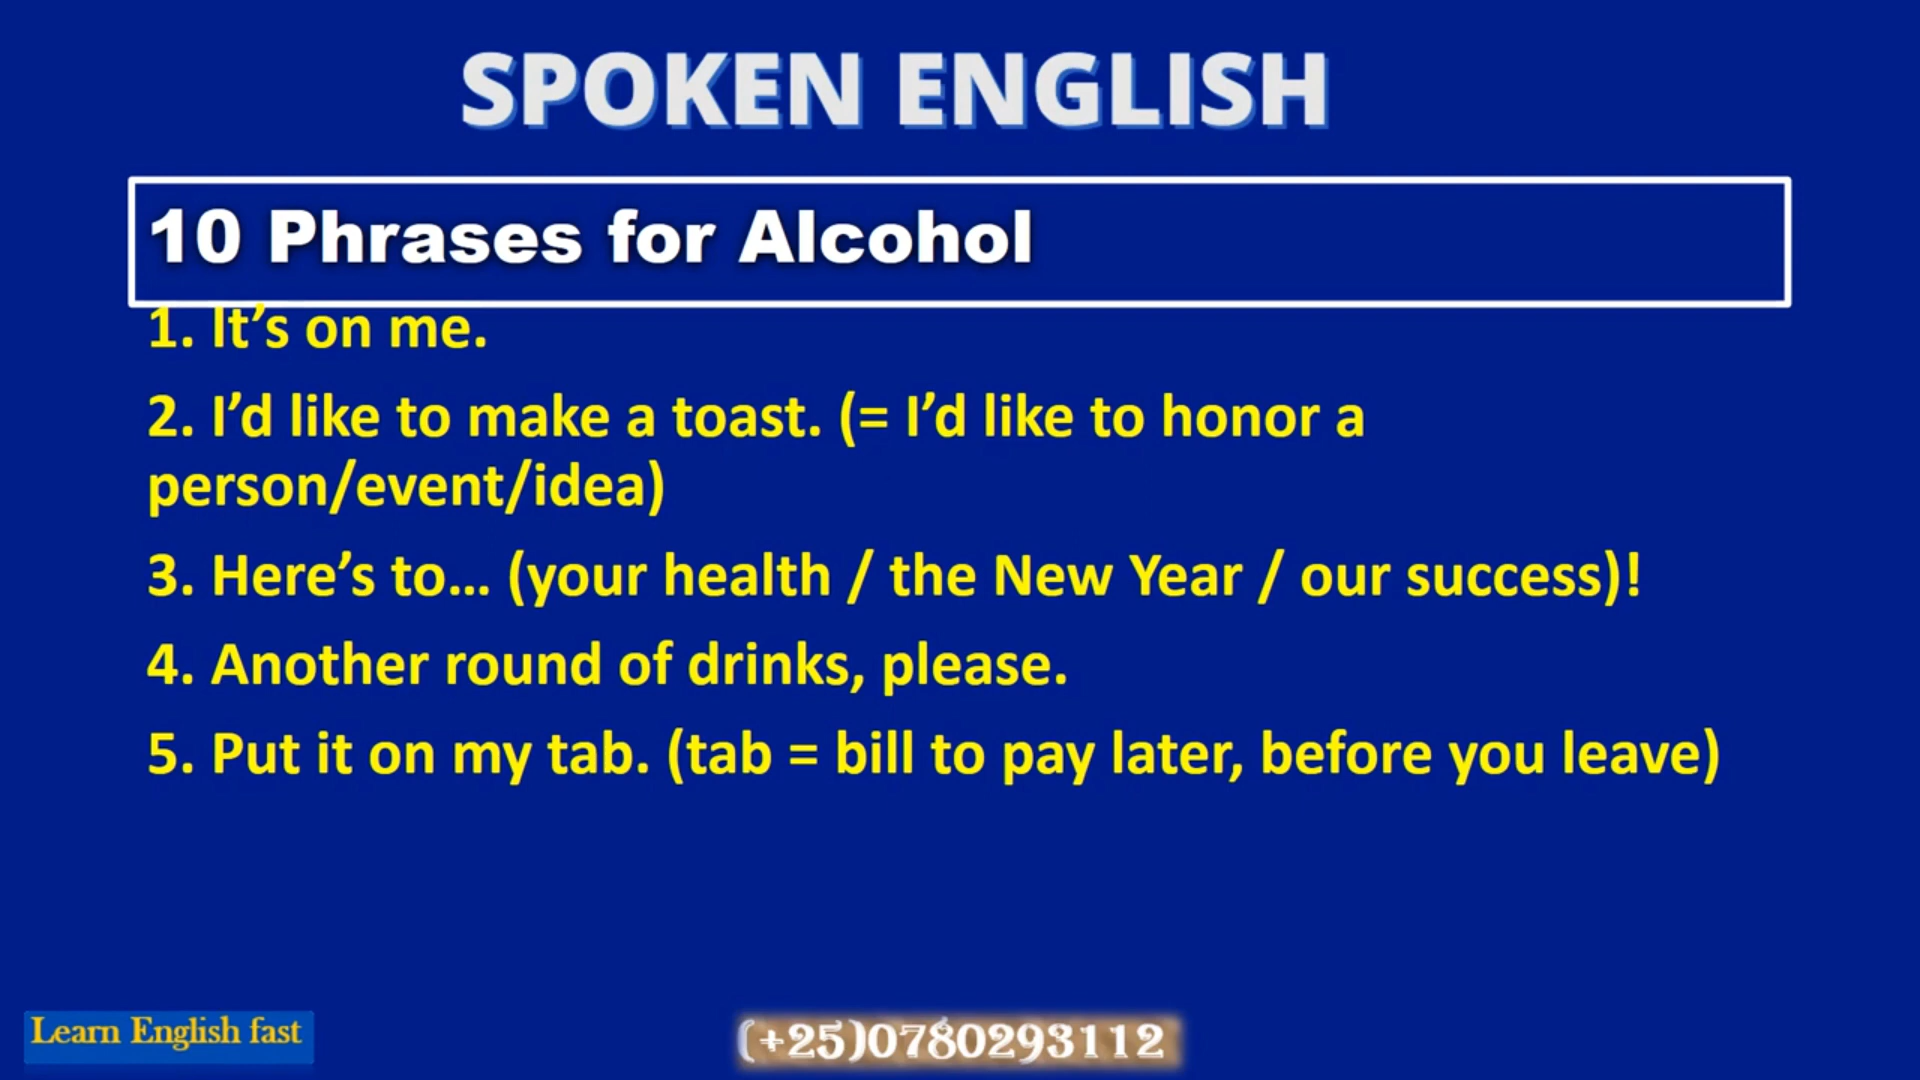 SPOKEN ENGLISH
10 Phrases for Alcohol
1. It’s on me.
2. I’d like to make a toast. (= I’d like to honor a
person/event/idea)
3. Here’s to… (your health / the New Year / our success)!
4. Another round of drinks, please.
5. Put it on my tab. (tab = bill to pay later, before you leave)
Learn English fast
(+25)0780293112